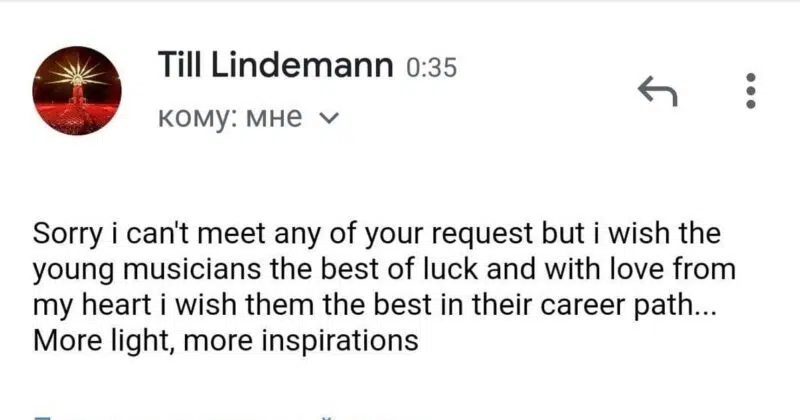 Till Lindemann 0:35
кому: мне
Sorry i can't meet any of your request but i wish the
young musicians the best of luck and with love from
my heart i wish them the best in their career path...
More light, more inspirations